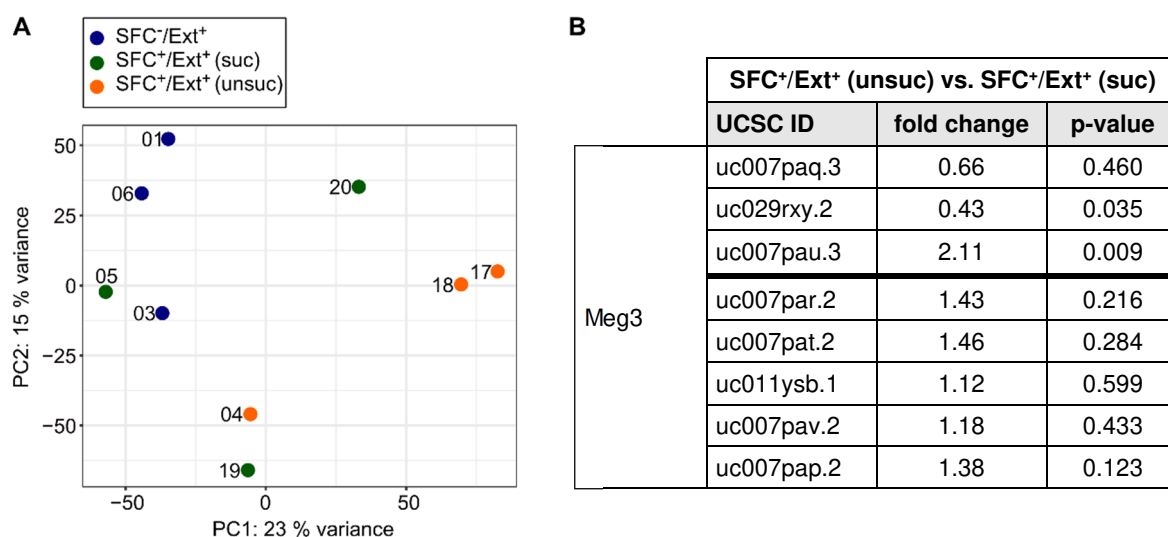 A
SFC⁻/Ext⁺
SFC⁺/Ext⁺ (suc)
SFC⁺/Ext⁺ (unsuc)
PC2: 15 % variance
50
25
0
−25
−50
01
06
05
03
20
17
18
04
19
−50
0
50
PC1: 23 % variance
B
SFC⁺/Ext⁺ (unsuc) vs. SFC⁺/Ext⁺ (suc)
UCSC ID fold change p-value
Meg3
uc007paq.3 0.66 0.460
uc029rxy.2 0.43 0.035
uc007pau.3 2.11 0.009
uc007par.2 1.43 0.216
uc007pat.2 1.46 0.284
uc011ysb.1 1.12 0.599
uc007pav.2 1.18 0.433
uc007pap.2 1.38 0.123